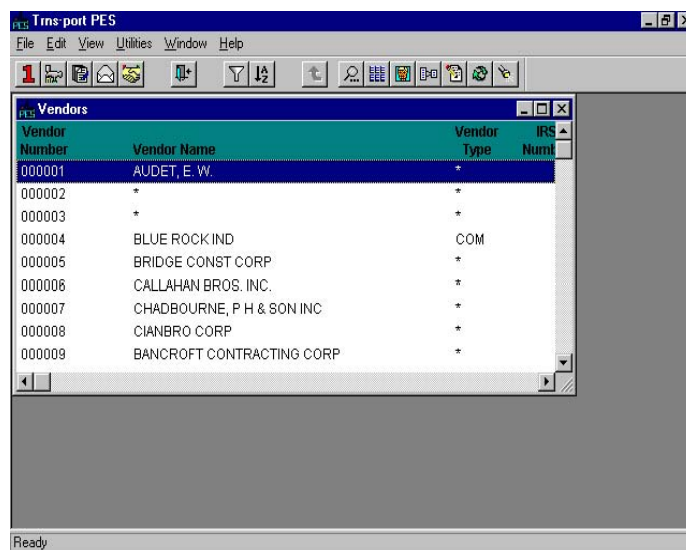 Trns·port PES
File Edit View Utilities Window Help
Vendors
Vendor Number Vendor Name Vendor Type IRS
000001 AUDET, E. W. *
000002 * *
000003 * *
000004 BLUE ROCK IND COM
000005 BRIDGE CONST CORP *
000006 CALLAHAN BROS. INC. *
000007 CHADBOURNE, P H & SON INC *
000008 CIANBRO CORP *
000009 BANCROFT CONTRACTING CORP *
Ready